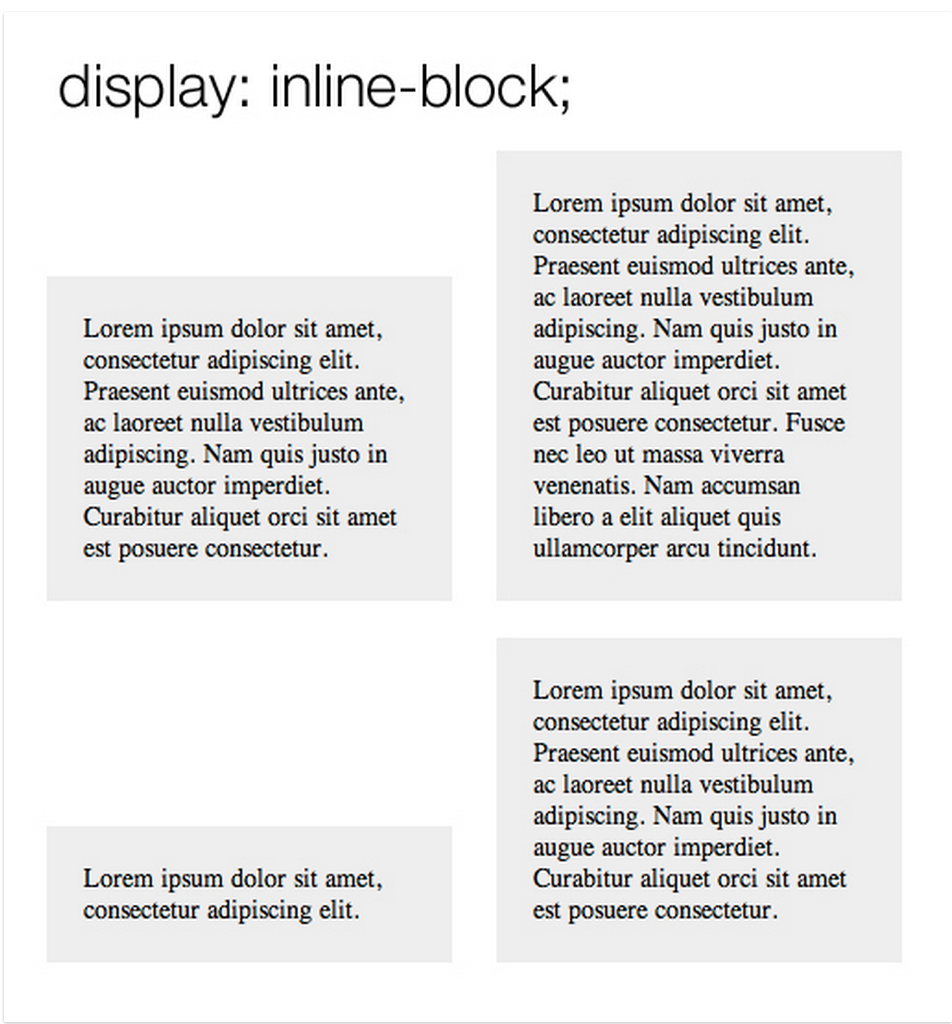 display: inline-block;
Lorem ipsum dolor sit amet,
consectetur adipiscing elit.
Praesent euismod ultrices ante,
ac laoreet nulla vestibulum
adipiscing. Nam quis justo in
augue auctor imperdiet.
Curabitur aliquet orci sit amet
est posuere consectetur.
Lorem ipsum dolor sit amet,
consectetur adipiscing elit.
Praesent euismod ultrices ante,
ac laoreet nulla vestibulum
adipiscing. Nam quis justo in
augue auctor imperdiet.
Curabitur aliquet orci sit amet
est posuere consectetur. Fusce
nec leo ut massa viverra
venenatis. Nam accumsan
libero a elit aliquet quis
ullamcorper arcu tincidunt.
Lorem ipsum dolor sit amet,
consectetur adipiscing elit.
Lorem ipsum dolor sit amet,
consectetur adipiscing elit.
Praesent euismod ultrices ante,
ac laoreet nulla vestibulum
adipiscing. Nam quis justo in
augue auctor imperdiet.
Curabitur aliquet orci sit amet
est posuere consectetur.